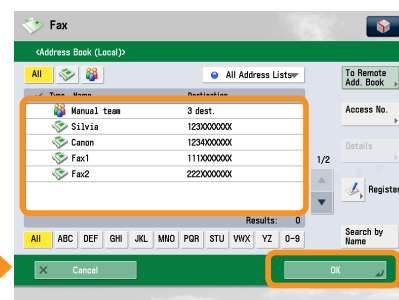 Fax
<Address Book (Local)>
All
All Address Lists
To Remote
Add. Book
Type Name Destination
Manual team 3 dest.
Silvia 123XXXXXXX
Canon 1234XXXXXX
Fax1 111XXXXXXX
Fax2 222XXXXXXX
Access No.
Details
1/2
Register
Results: 0
All ABC DEF GHI JKL MNO PQR STU VWX YZ 0-9
Search by
Name
Cancel
OK